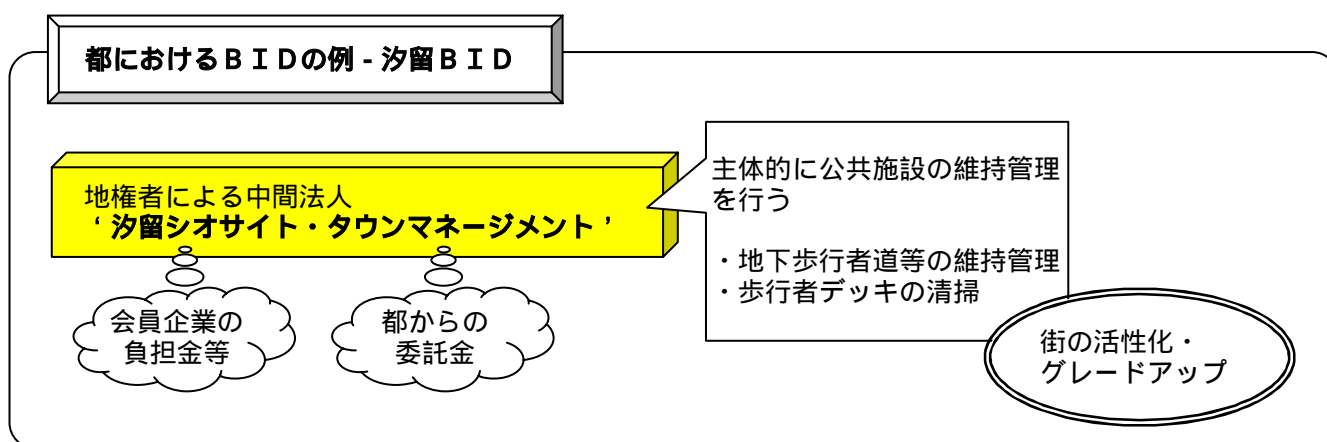 都におけるＢＩＤの例 - 汐留ＢＩＤ
地権者による中間法人
‘汐留シオサイト・タウンマネージメント’
会員企業の
負担金等
都からの
委託金
主体的に公共施設の維持管理
を行う
・地下歩行者道等の維持管理
・歩行者デッキの清掃
街の活性化・
グレードアップ